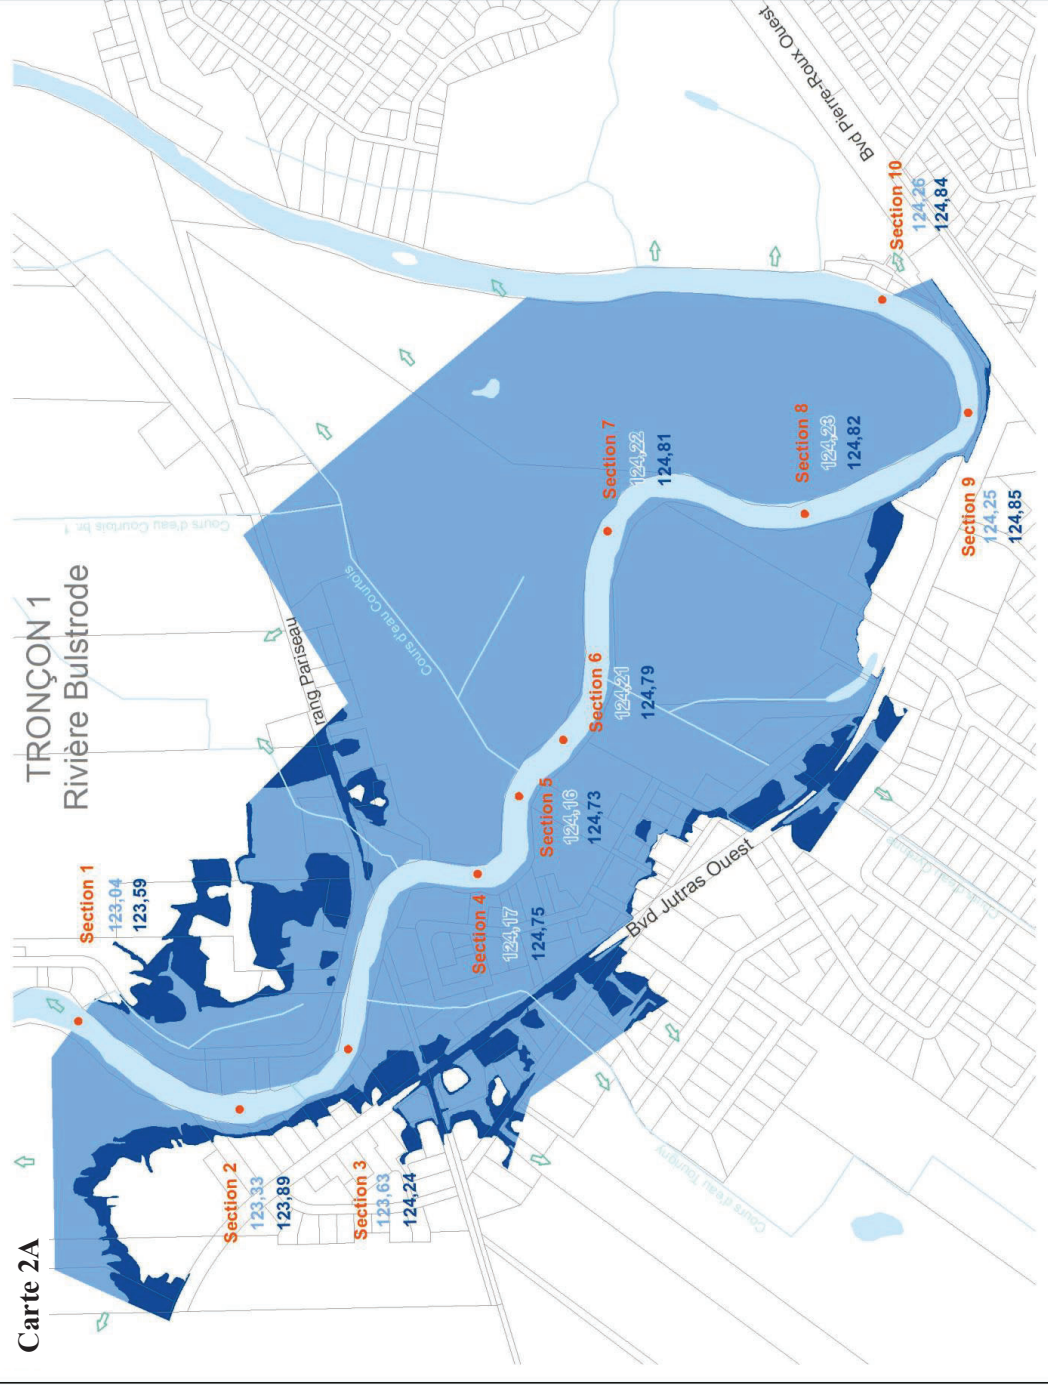 Carte 2A
TRONÇON 1
Rivière Bulstrode
Section 1
123,04
123,59
Section 2
123,33
123,89
Section 3
123,63
124,24
Section 4
124,17
124,75
Section 5
124,16
124,73
Section 6
124,21
124,79
Section 7
124,22
124,81
Section 8
124,23
124,82
Section 9
124,25
124,85
Section 10
124,26
124,84
rang Pariseau
Bvd Jutras Ouest
Bvd Pierre-Roux Ouest
Cours d'eau Courtois
Cours d'eau Courtois br. 1
Cours d'eau Tourigny
Cours d'eau